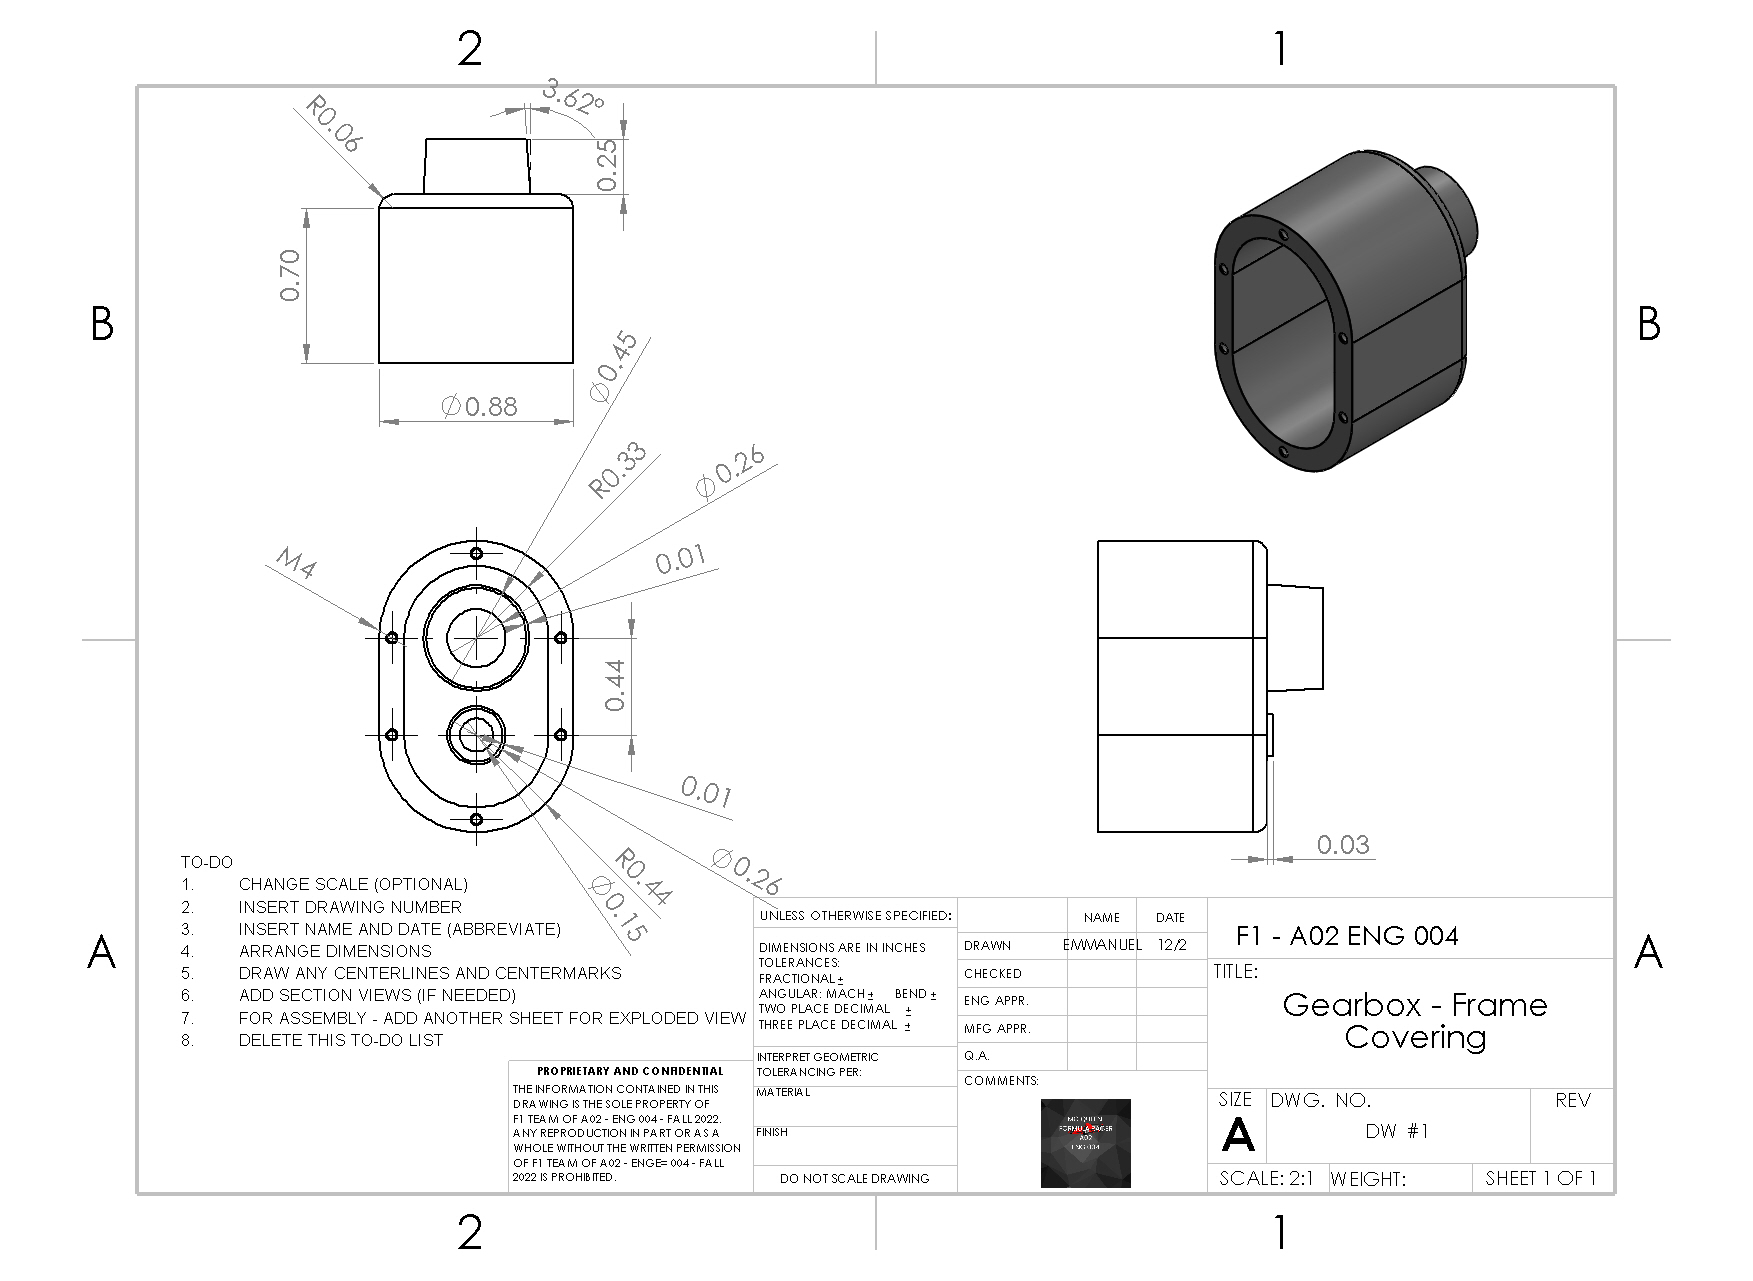 2
1
B
B
A
A
R0.06
3.62°
0.25
0.70
∅0.88
∅0.45
R0.33
∅0.26
0.01
M4
0.44
0.01
∅0.26
R0.44
∅0.15
0.03
TO-DO
1. CHANGE SCALE (OPTIONAL)
2. INSERT DRAWING NUMBER
3. INSERT NAME AND DATE (ABBREVIATE)
4. ARRANGE DIMENSIONS
5. DRAW ANY CENTERLINES AND CENTERMARKS
6. ADD SECTION VIEWS (IF NEEDED)
7. FOR ASSEMBLY - ADD ANOTHER SHEET FOR EXPLODED VIEW
8. DELETE THIS TO-DO LIST
PROPRIETARY AND CONFIDENTIAL
THE INFORMATION CONTAINED IN THIS
DRAWING IS THE SOLE PROPERTY OF
F1 TEAM OF A02 - ENG 004 - FALL 2022.
ANY REPRODUCTION IN PART OR AS A
WHOLE WITHOUT THE WRITTEN PERMISSION
OF F1 TEAM OF A02 - ENGE= 004 - FALL
2022 IS PROHIBITED.
UNLESS OTHERWISE SPECIFIED:
DIMENSIONS ARE IN INCHES
TOLERANCES:
FRACTIONAL ±
ANGULAR: MACH ± BEND ±
TWO PLACE DECIMAL ±
THREE PLACE DECIMAL ±
INTERPRET GEOMETRIC
TOLERANCING PER:
MATERIAL
FINISH
DO NOT SCALE DRAWING
NAME DATE
DRAWN EMMANUEL 12/2
CHECKED
ENG APPR.
MFG APPR.
Q.A.
COMMENTS:
MC QUEEN
FORMULA RACER
A02
ENG 004
F1 - A02 ENG 004
TITLE:
Gearbox - Frame
Covering
SIZE DWG. NO. REV
A DW #1
SCALE: 2:1 WEIGHT: SHEET 1 OF 1
2
1